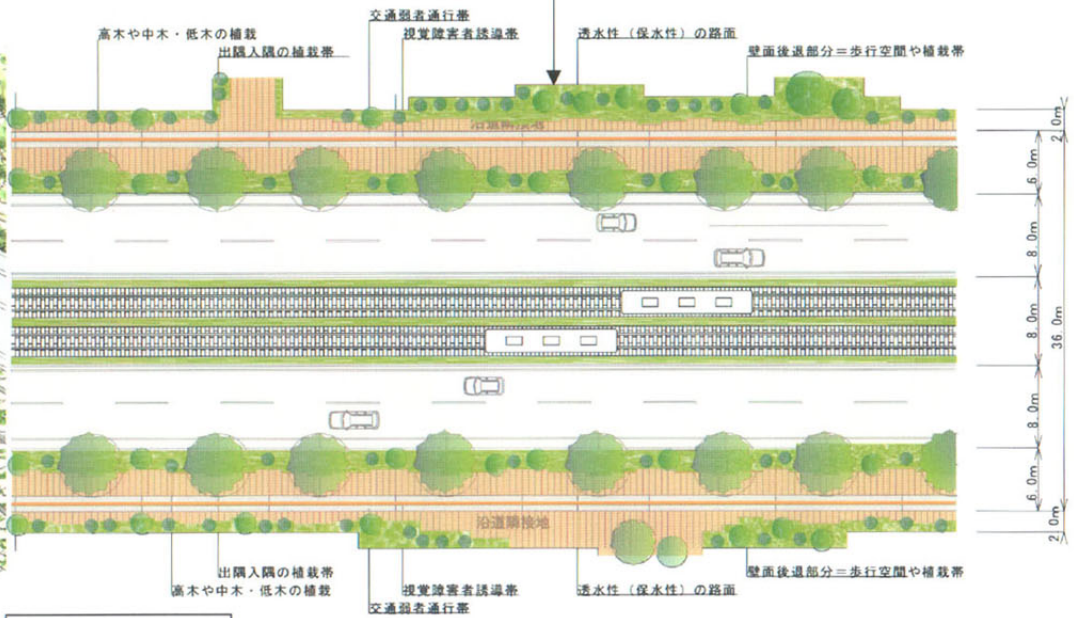 交通弱者通行帯
高木や中木・低木の植栽
視覚障害者誘導帯
透水性（保水性）の路面
出隅入隅の植栽帯
壁面後退部分＝歩行空間や植栽帯
沿道隣接地
2.0m
6.0m
8.0m
8.0m
36.0m
8.0m
6.0m
2.0m
沿道隣接地
出隅入隅の植栽帯
壁面後退部分＝歩行空間や植栽帯
高木や中木・低木の植栽
視覚障害者誘導帯
透水性（保水性）の路面
交通弱者通行帯